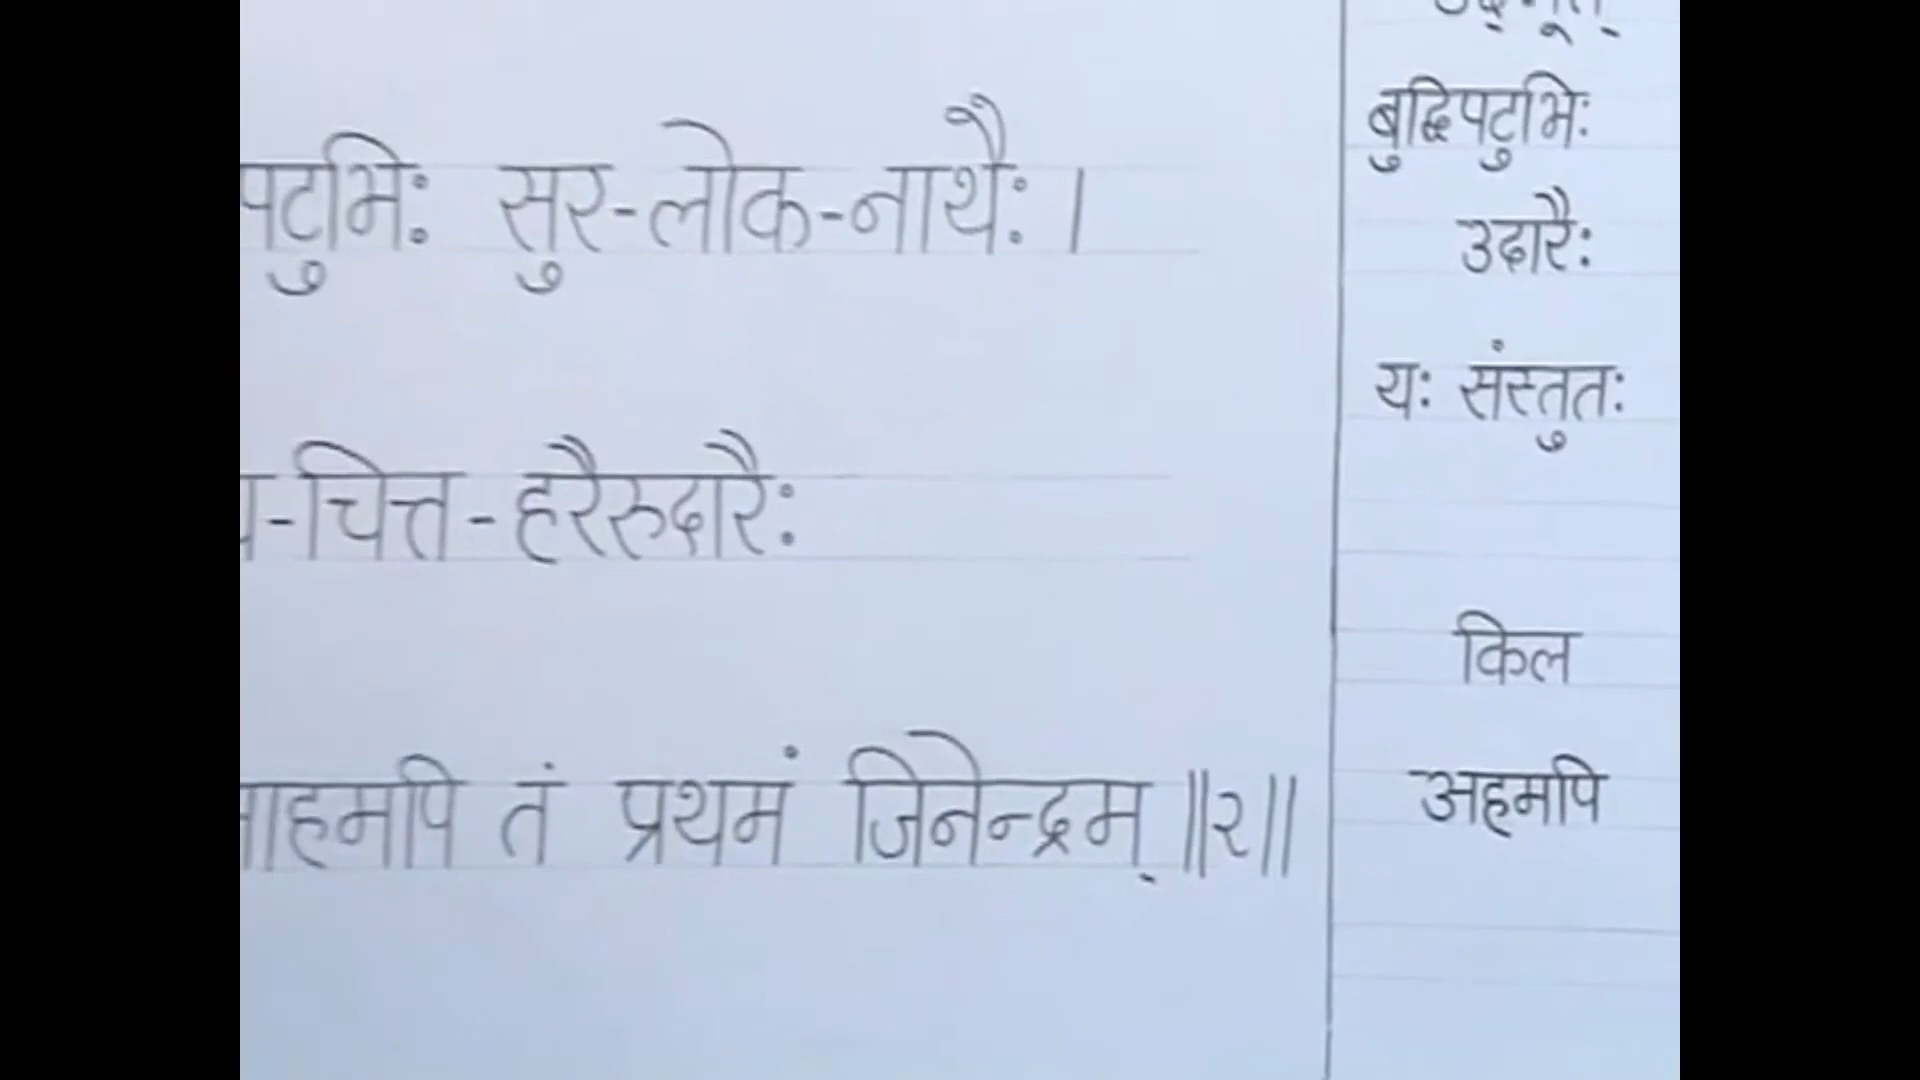 पटुभिः सुर-लोक-नाथैः ।
-चित्त-हरैरुदारैः
नाहमपि तं प्रथमं जिनेन्द्रम् ॥२॥
बुद्धिपटुभिः
उदारैः
यः संस्तुतः
किल
अहमपि